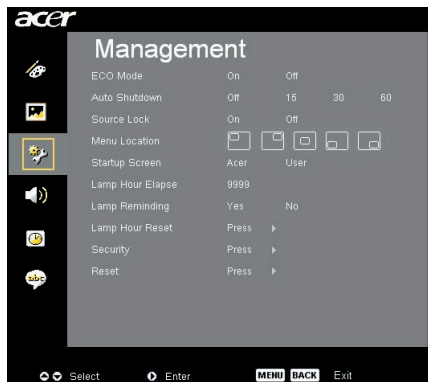 acer
Management
ECO Mode On Off
Auto Shutdown Off 15 30 60
Source Lock On Off
Menu Location
Startup Screen Acer User
Lamp Hour Elapse 9999
Lamp Reminding Yes No
Lamp Hour Reset Press
Security Press
Reset Press
abc
Select Enter MENU BACK Exit